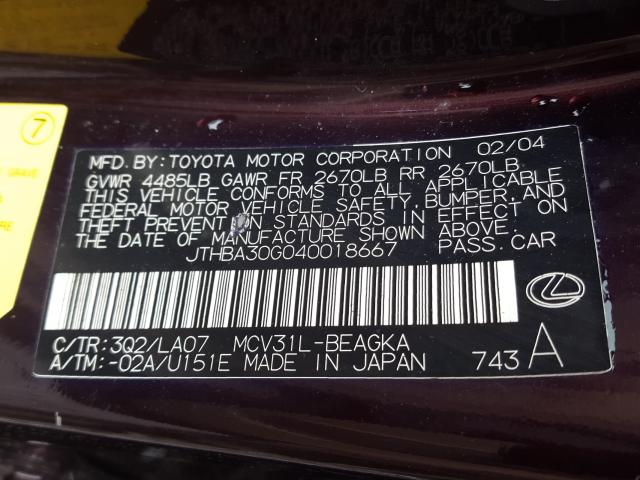 7
MFD. BY: TOYOTA MOTOR CORPORATION 02/04
GVWR 4485LB GAWR FR 2670LB RR 2670LB
THIS VEHICLE CONFORMS TO ALL APPLICABLE
FEDERAL MOTOR VEHICLE SAFETY, BUMPER, AND
THEFT PREVENTION STANDARDS IN EFFECT ON
THE DATE OF MANUFACTURE SHOWN ABOVE.
JTHBA30G040018667 PASS. CAR
C/TR: 3Q2/LA07 MCV31L-BEAGKA
A/TM: -02A/U151E MADE IN JAPAN 743 A